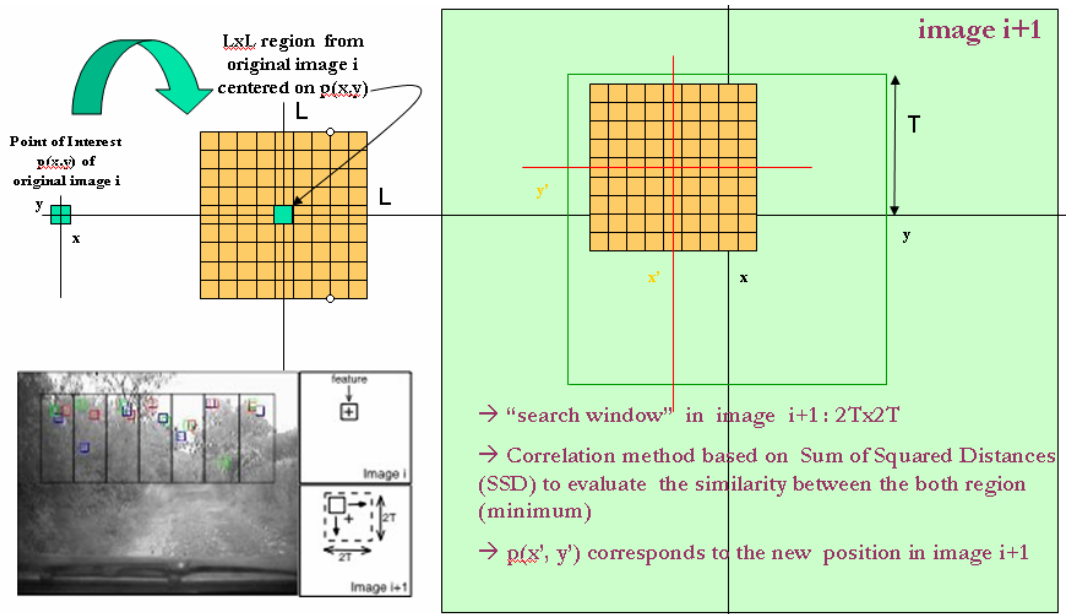 LxL region from
original image i
centered on p(x,y)
L
Point of Interest
p(x,y) of
original image i
y
x
L
image i+1
T
y'
y
x'
x
feature
Image i
2T
2T
Image i+1
→ “search window” in image i+1 : 2Tx2T
→ Correlation method based on Sum of Squared Distances
(SSD) to evaluate the similarity between the both region
(minimum)
→ p(x', y') corresponds to the new position in image i+1